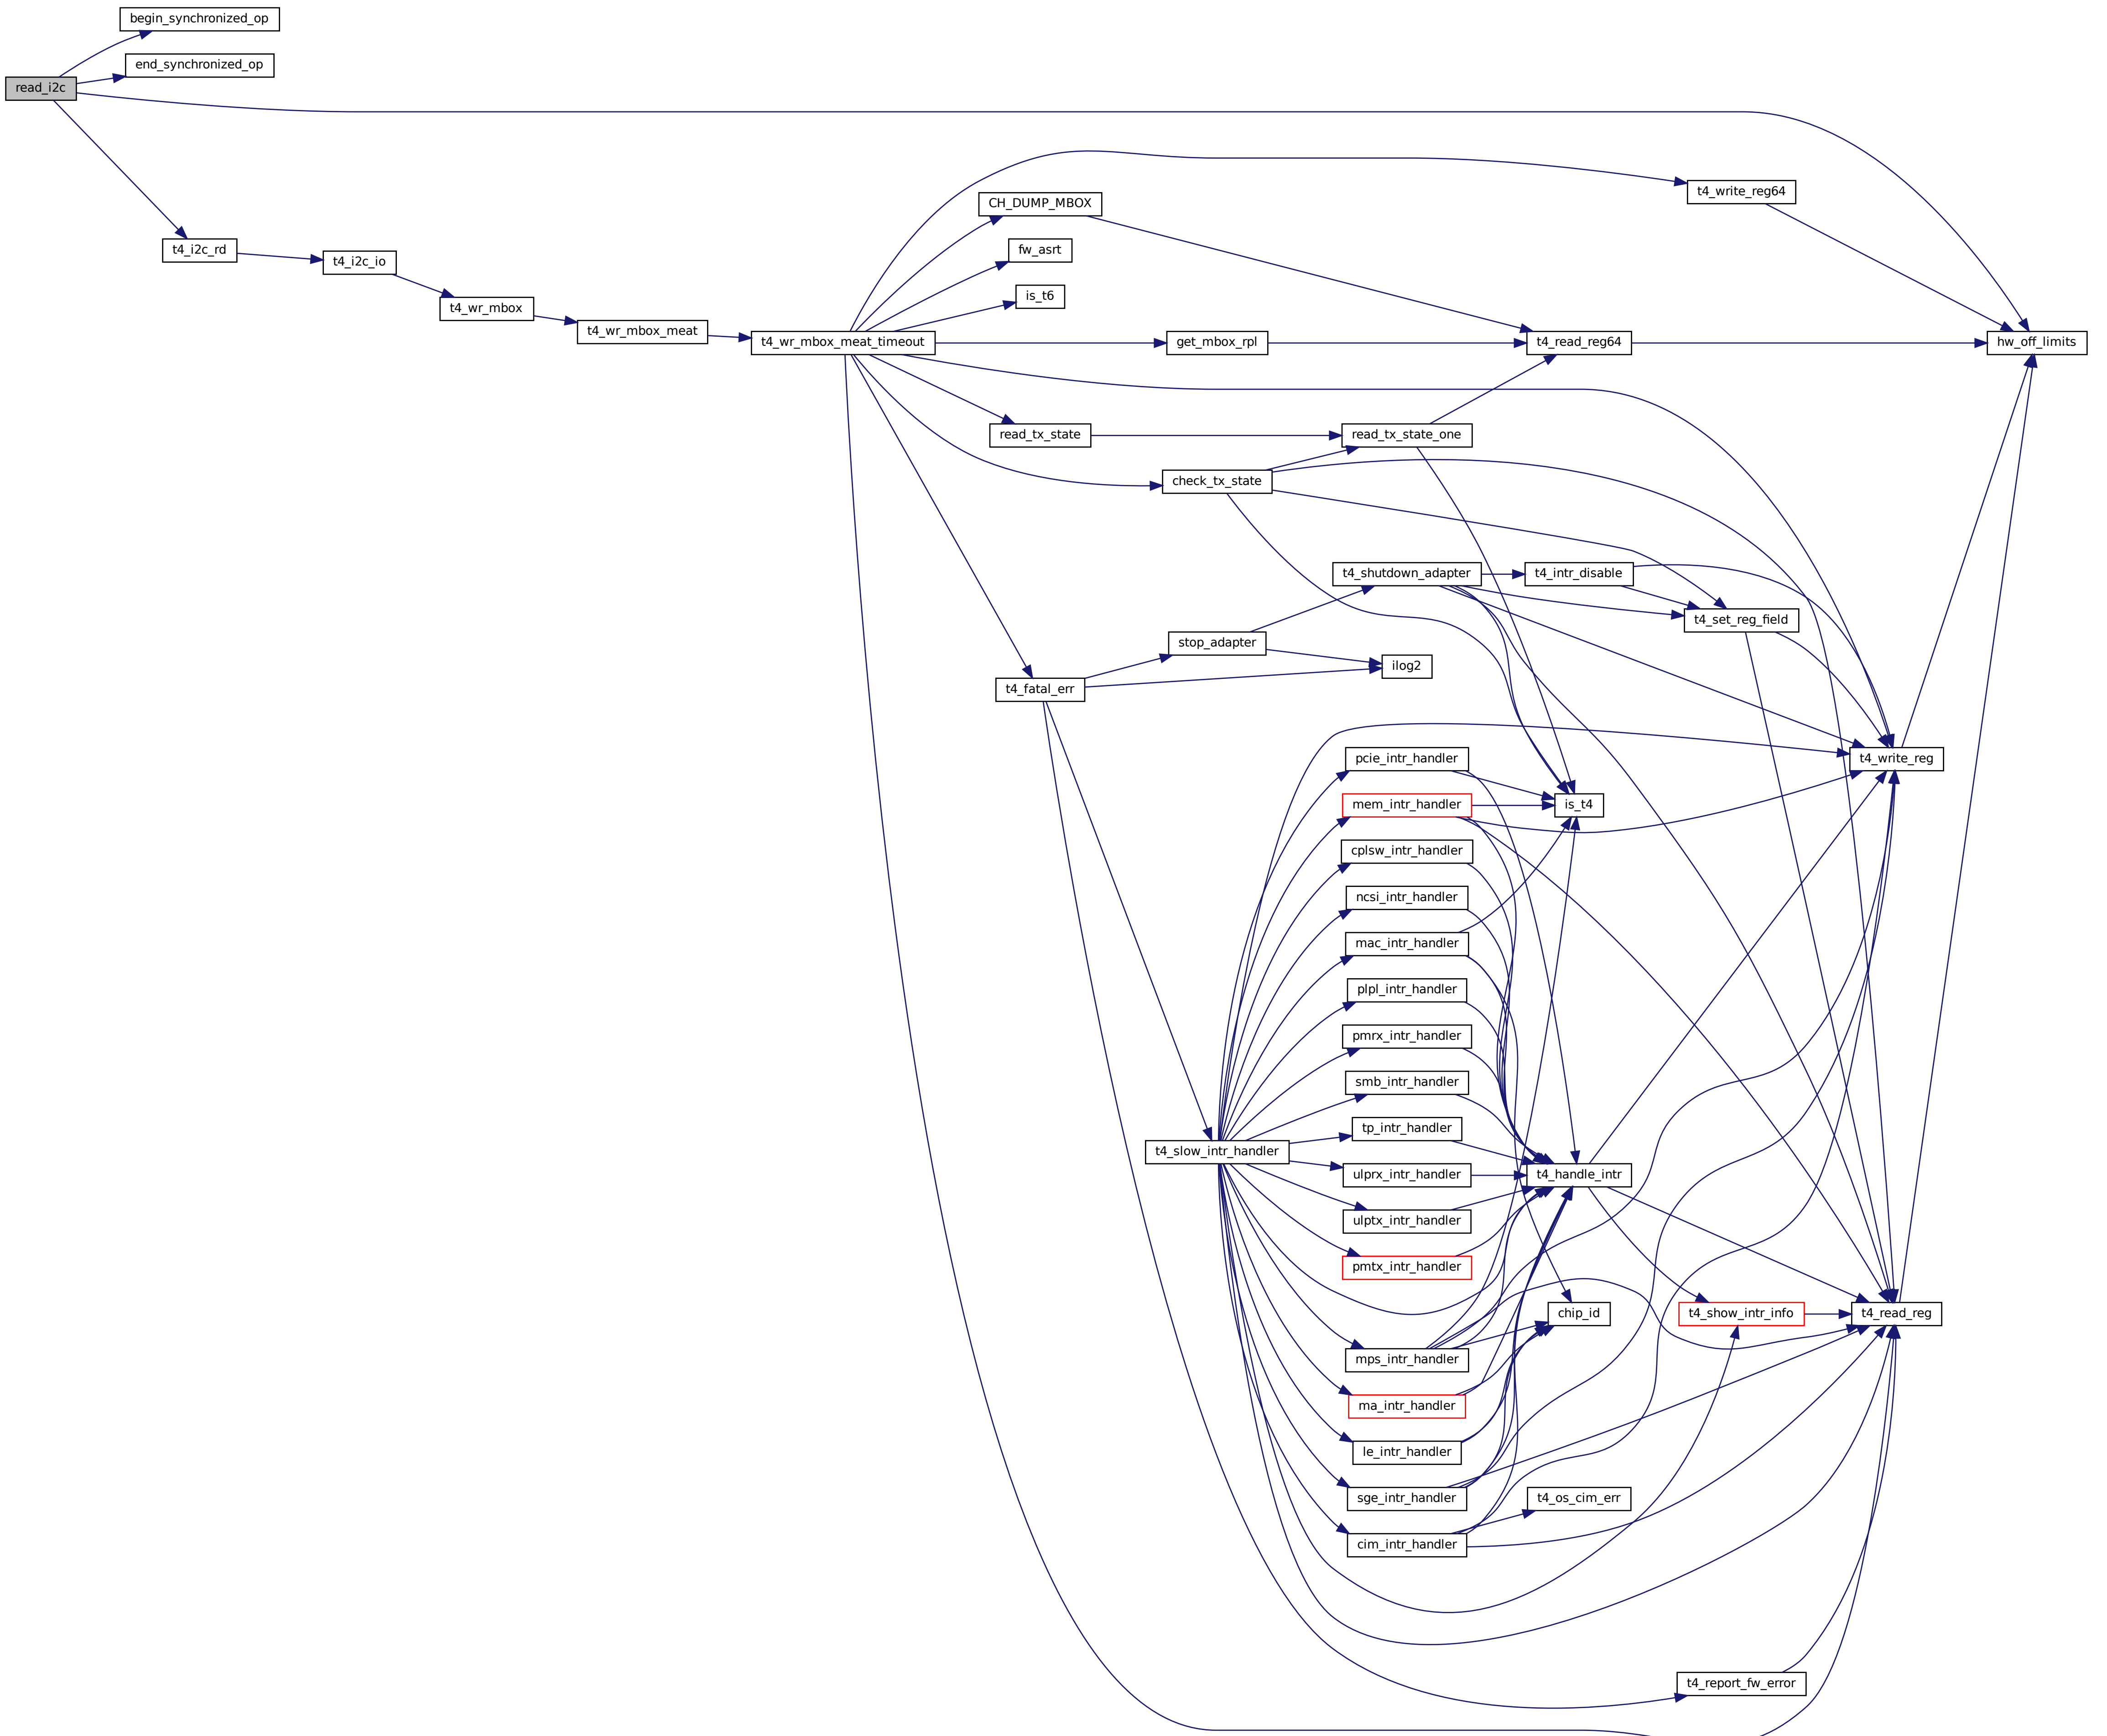 begin_synchronized_op
end_synchronized_op
read_i2c
t4_write_reg64
CH_DUMP_MBOX
t4_i2c_rd
fw_asrt
t4_i2c_io
is_t6
t4_wr_mbox
t4_wr_mbox_meat
t4_wr_mbox_meat_timeout
get_mbox_rpl
t4_read_reg64
hw_off_limits
read_tx_state
read_tx_state_one
check_tx_state
t4_shutdown_adapter
t4_intr_disable
t4_set_reg_field
stop_adapter
ilog2
t4_fatal_err
pcie_intr_handler
t4_write_reg
mem_intr_handler
is_t4
cplsw_intr_handler
ncsi_intr_handler
mac_intr_handler
plpl_intr_handler
pmrx_intr_handler
smb_intr_handler
tp_intr_handler
t4_slow_intr_handler
ulprx_intr_handler
t4_handle_intr
ulptx_intr_handler
pmtx_intr_handler
chip_id
t4_show_intr_info
t4_read_reg
mps_intr_handler
ma_intr_handler
le_intr_handler
sge_intr_handler
t4_os_cim_err
cim_intr_handler
t4_report_fw_error